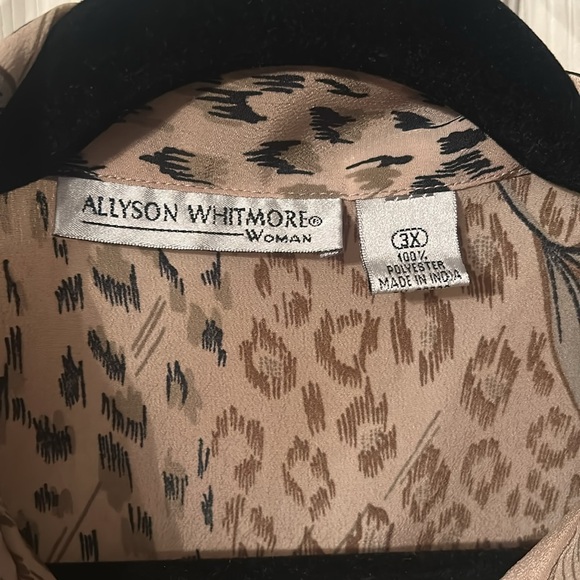 ALLYSON WHITMORE®
WOMAN
3X
100%
POLYESTER
MADE IN INDIA